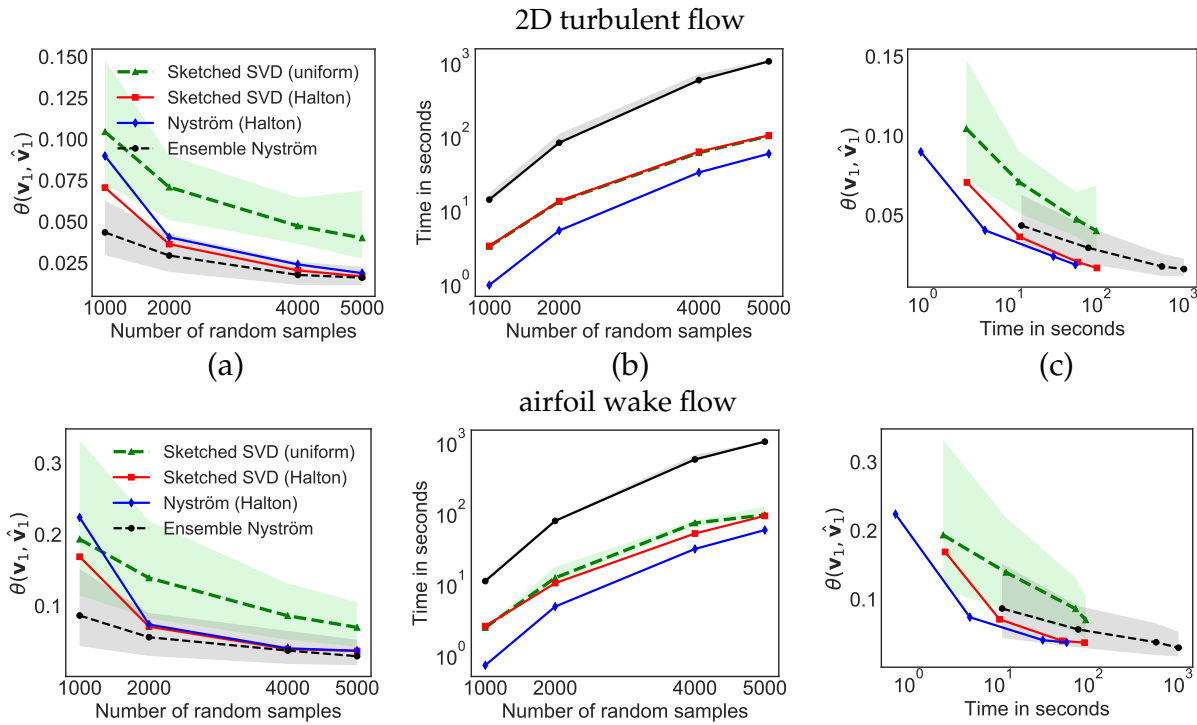 2D turbulent flow
0.150
0.125
0.100
0.075
0.050
0.025
θ(v₁, v̂₁)
Sketched SVD (uniform)
Sketched SVD (Halton)
Nyström (Halton)
Ensemble Nyström
1000 2000 4000 5000
Number of random samples
(a)
10³
10²
10¹
10⁰
Time in seconds
1000 2000 4000 5000
Number of random samples
(b)
0.15
0.10
0.05
θ(v₁, v̂₁)
10⁰ 10¹ 10² 10³
Time in seconds
(c)
airfoil wake flow
0.3
0.2
0.1
θ(v₁, v̂₁)
Sketched SVD (uniform)
Sketched SVD (Halton)
Nyström (Halton)
Ensemble Nyström
1000 2000 4000 5000
Number of random samples
10³
10²
10¹
10⁰
Time in seconds
1000 2000 4000 5000
Number of random samples
0.3
0.2
0.1
θ(v₁, v̂₁)
10⁰ 10¹ 10² 10³
Time in seconds